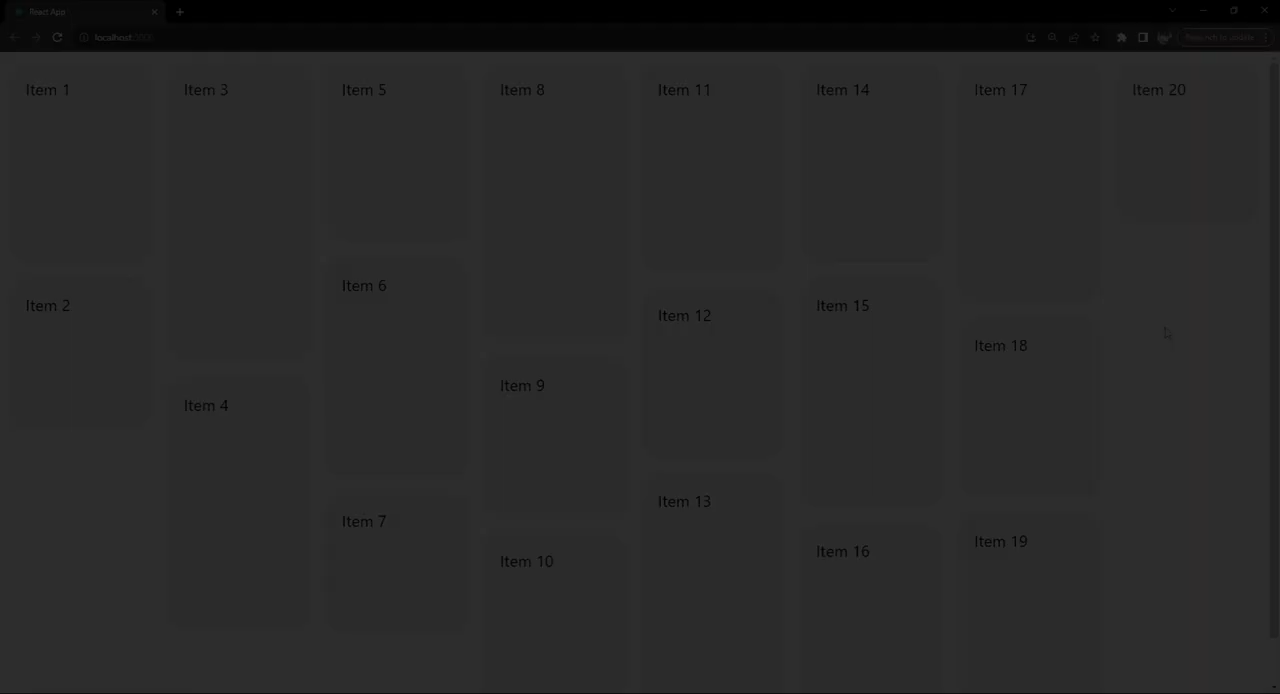 React App
localhost:3000
Item 1
Item 2
Item 3
Item 4
Item 5
Item 6
Item 7
Item 8
Item 9
Item 10
Item 11
Item 12
Item 13
Item 14
Item 15
Item 16
Item 17
Item 18
Item 19
Item 20